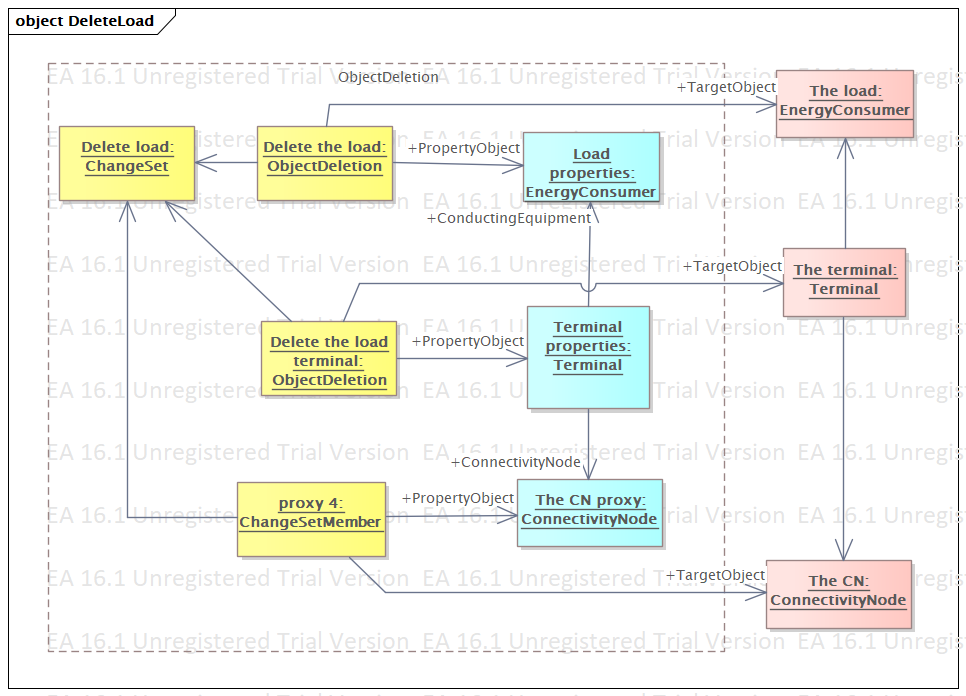 object DeleteLoad
EA 16.1 Unregistered Trial Version EA 16.1 Unregistered Trial Version EA 16.1 Unregis
ObjectDeletion
+TargetObject
The load:
EnergyConsumer
Delete load:
ChangeSet
Delete the load:
ObjectDeletion
+PropertyObject
Load
properties:
EnergyConsumer
+ConductingEquipment
+TargetObject
The terminal:
Terminal
Delete the load
terminal:
ObjectDeletion
+PropertyObject
Terminal
properties:
Terminal
+ConnectivityNode
proxy 4:
ChangeSetMember
+PropertyObject
The CN proxy:
ConnectivityNode
+TargetObject
The CN:
ConnectivityNode